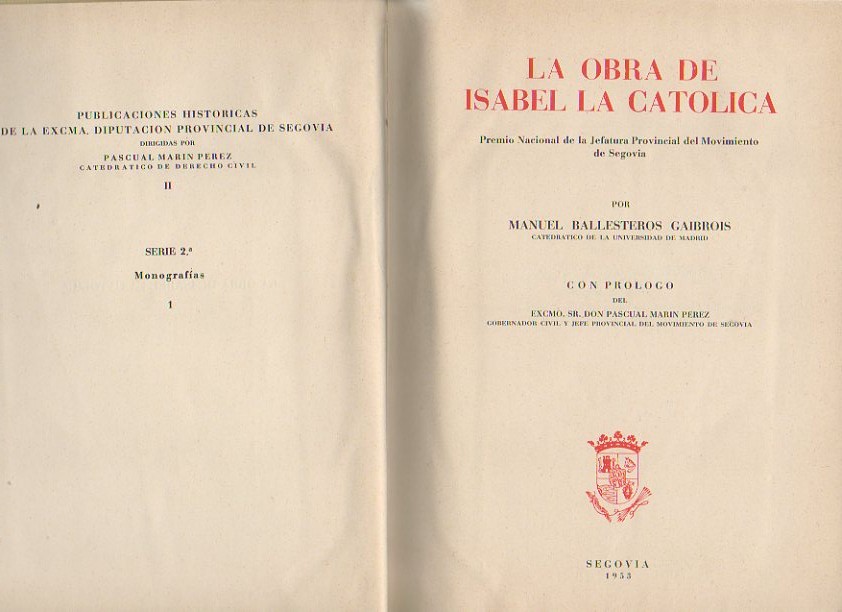 PUBLICACIONES HISTORICAS
DE LA EXCMA. DIPUTACION PROVINCIAL DE SEGOVIA
DIRIGIDAS POR
PASCUAL MARIN PEREZ
CATEDRATICO DE DERECHO CIVIL
II
SERIE 2.ª
Monografías
1
LA OBRA DE
ISABEL LA CATOLICA
Premio Nacional de la Jefatura Provincial del Movimiento
de Segovia
POR
MANUEL BALLESTEROS GAIBROIS
CATEDRATICO DE LA UNIVERSIDAD DE MADRID
CON PROLOGO
DEL
EXCMO. SR. DON PASCUAL MARIN PEREZ
GOBERNADOR CIVIL Y JEFE PROVINCIAL DEL MOVIMIENTO DE SEGOVIA
SEGOVIA
1953